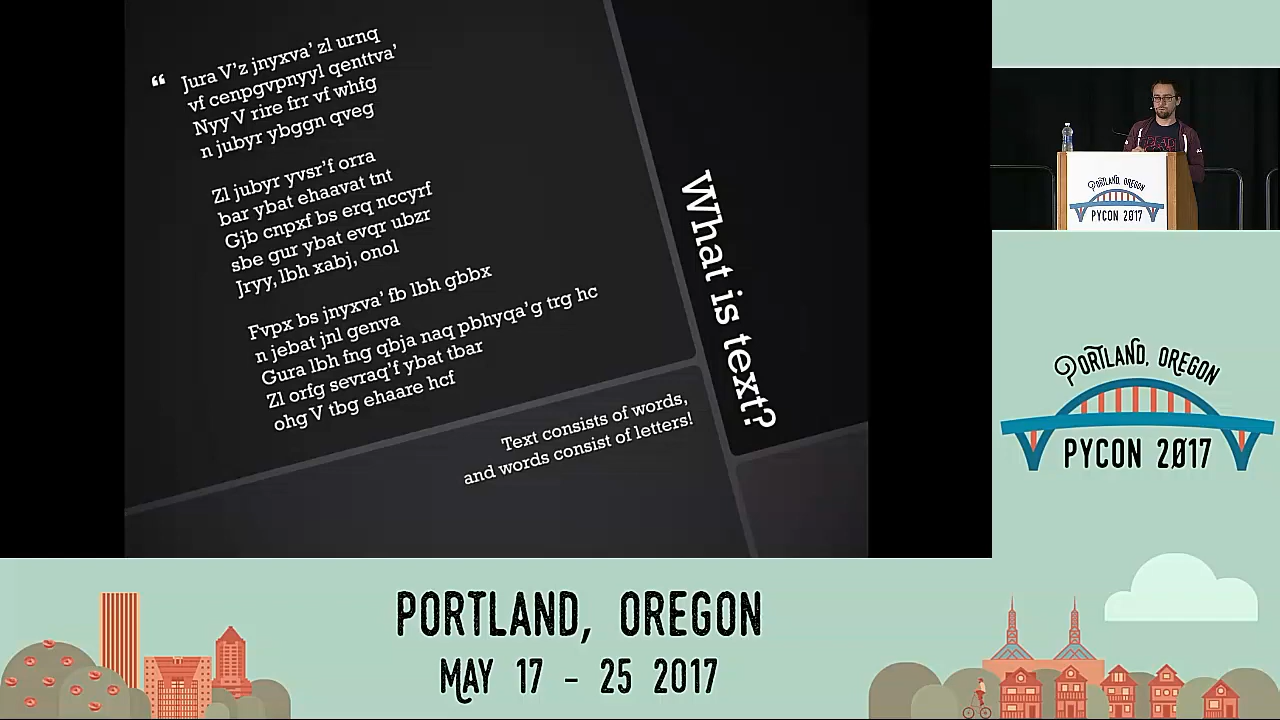 “ Jura V’z jnyxva’ zl urnq
vf cenpgvpnyyl qenttva’
Nyy V rire frr vf whfg
n jubyr ybggn qveg
Zl jubyr yvsr’f orra
bar ybat ehaavat tnt
Gjb cnpxf bs erq nccyrf
sbe gur ybat evqr ubzr
Jryy, lbh xabj, onol
Fvpx bs jnyxva’ fb lbh gbbx
n jebat jnl genva
Gura lbh fng qbja naq pbhyqa’g trg hc
Zl orfg sevraq’f ybat tbar
ohg V tbg ehaare hcf
What is text?
Text consists of words,
and words consist of letters!
PORTLAND, OREGON
PYCON 2017
PORTLAND, OREGON
PYCON 2017
PORTLAND, OREGON
MAY 17 - 25 2017